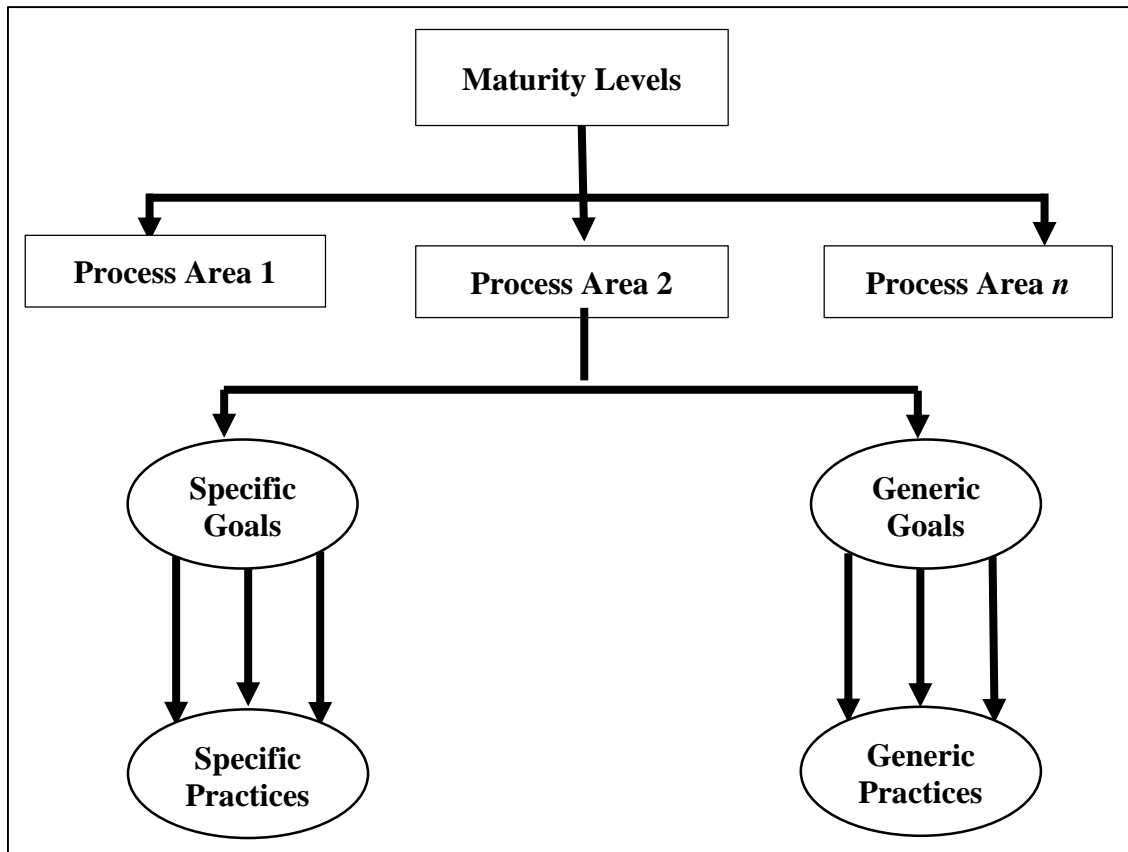 Maturity Levels
Process Area 1
Process Area 2
Process Area n
Specific
Goals
Generic
Goals
Specific
Practices
Generic
Practices